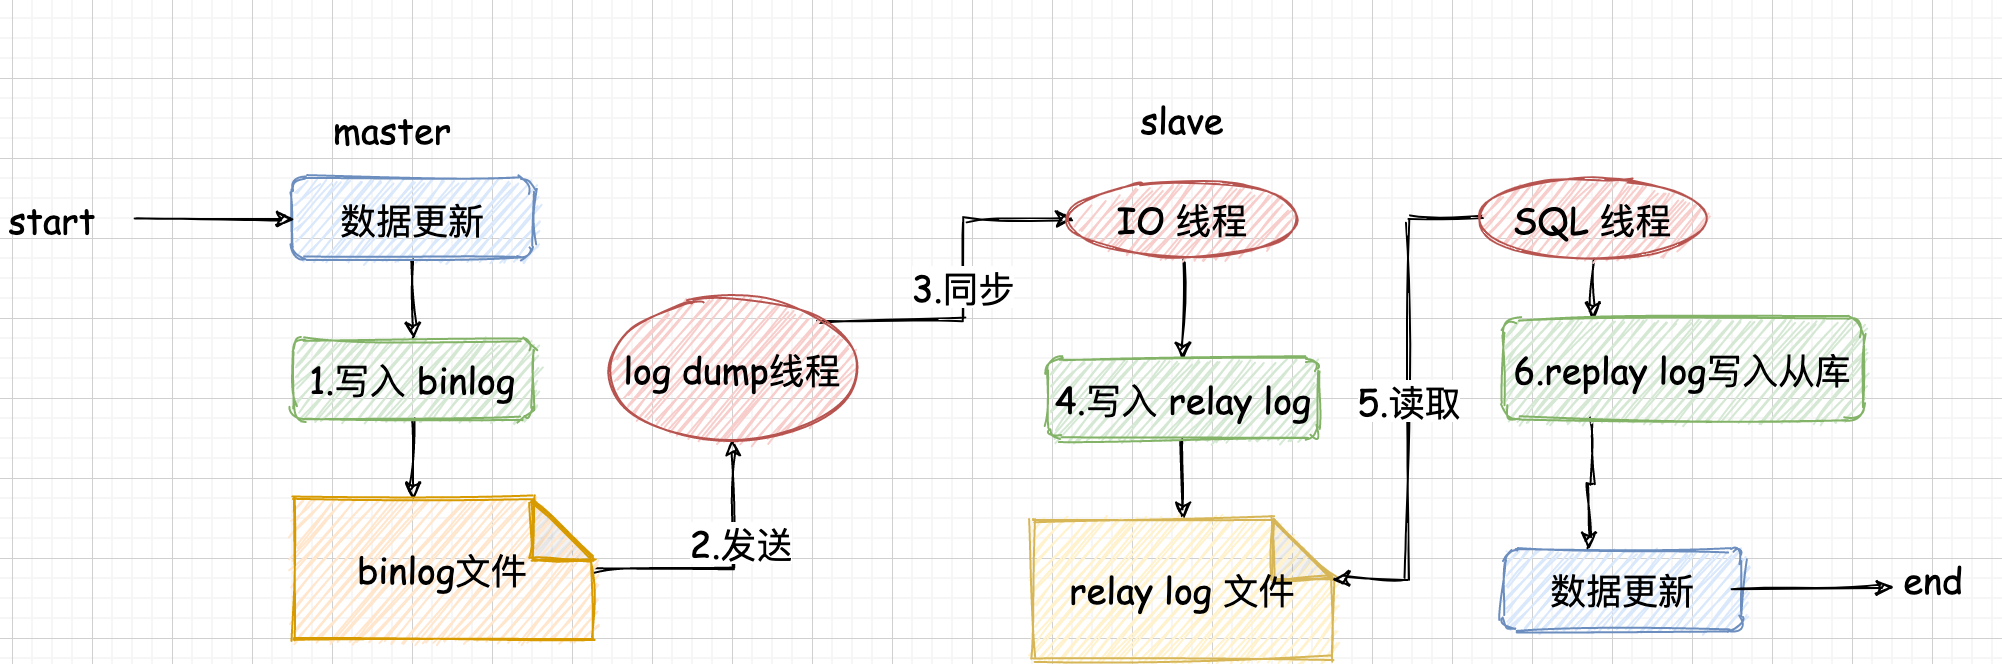 master
slave
start
数据更新
IO 线程
SQL 线程
3.同步
1.写入 binlog
log dump线程
4.写入 relay log
5.读取
6.replay log写入从库
2.发送
binlog文件
relay log 文件
数据更新
end